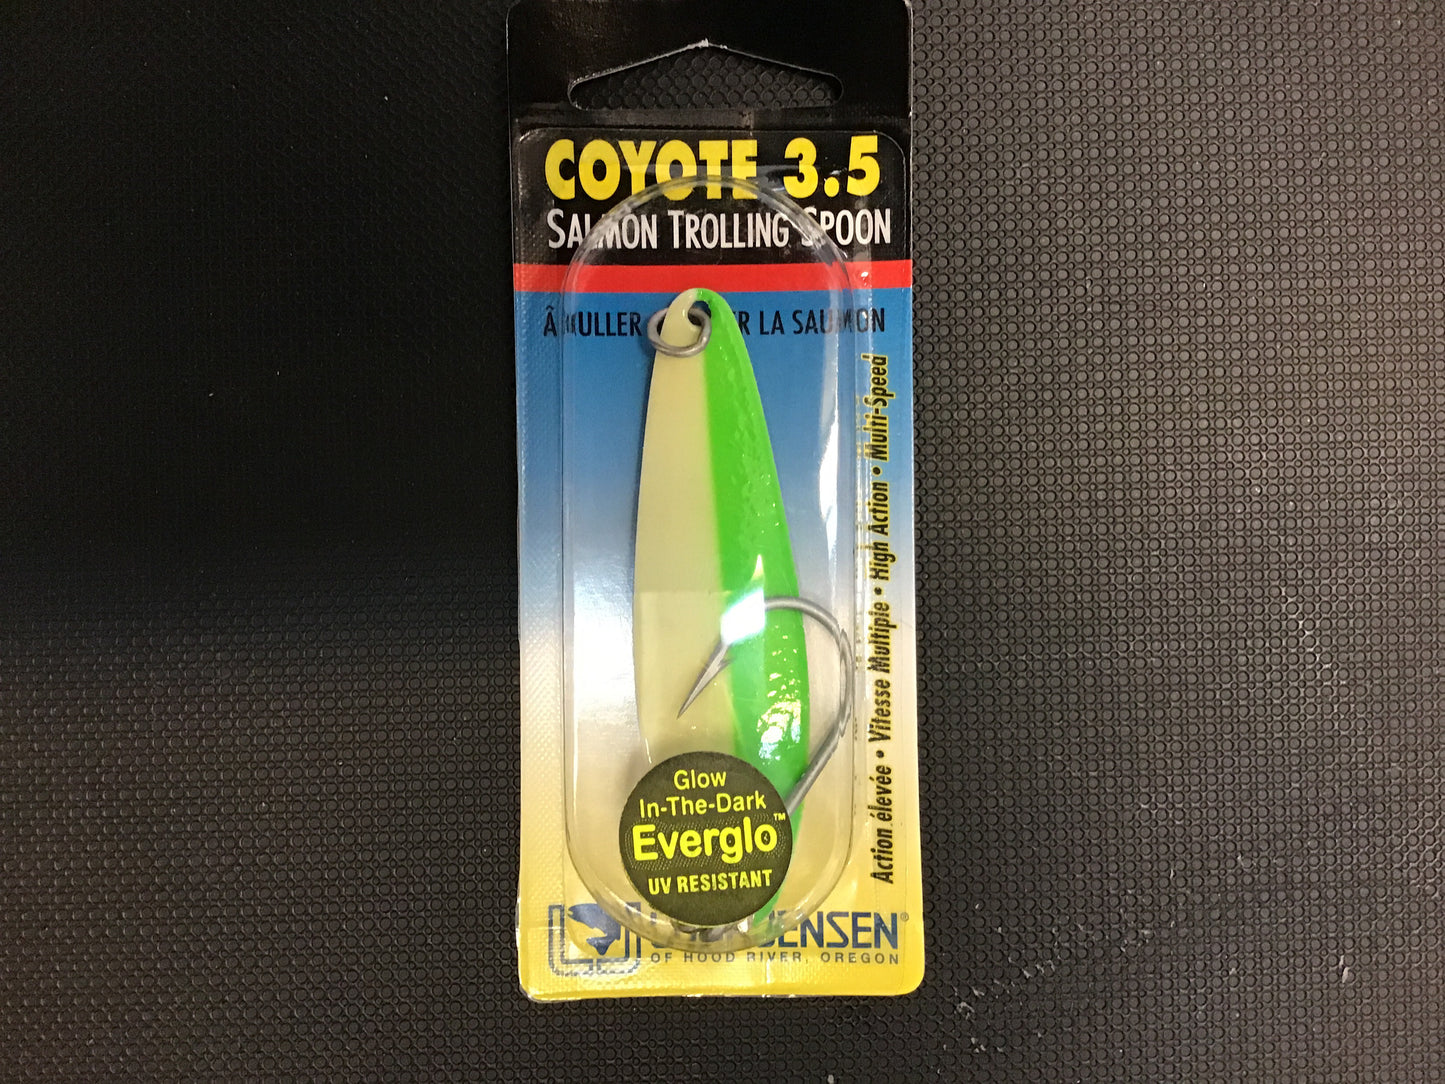 COYOTE 3.5
SALMON TROLLING SPOON
LA SAUMON
Action élevée • Vitesse Multiple • High Action • Multi-Speed
Glow
In-The-Dark
Everglo™
UV RESISTANT
JENSEN®
OF HOOD RIVER, OREGON